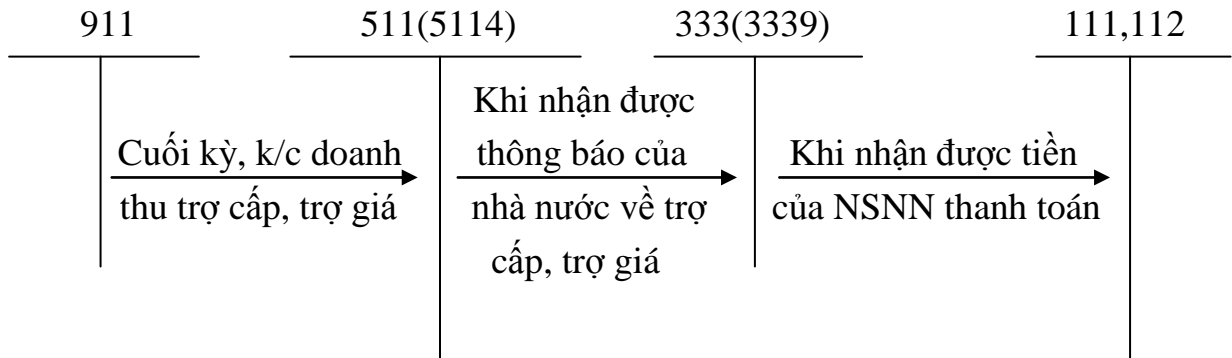 911
511(5114)
333(3339)
111,112
Cuối kỳ, k/c doanh
thu trợ cấp, trợ giá
Khi nhận được
thông báo của
nhà nước về trợ
cấp, trợ giá
Khi nhận được tiền
của NSNN thanh toán